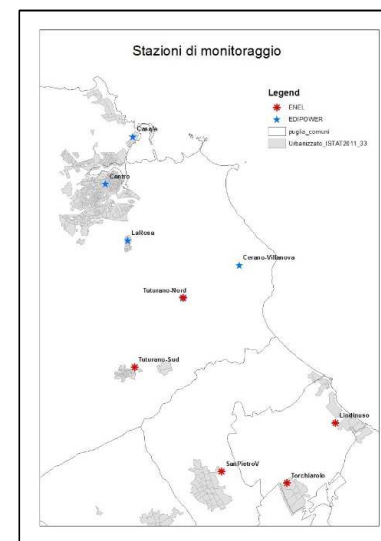 Stazioni di monitoraggio
Legend
ENEL
EDIPOWER
puglia_comuni
Urbanizzato_ISTAT2011_33
Casale
Centro
LaRosa
Cerano-Villanova
Tuturano-Nord
Tuturano-Sud
Lindinuso
SanPietroV
Torchiarolo